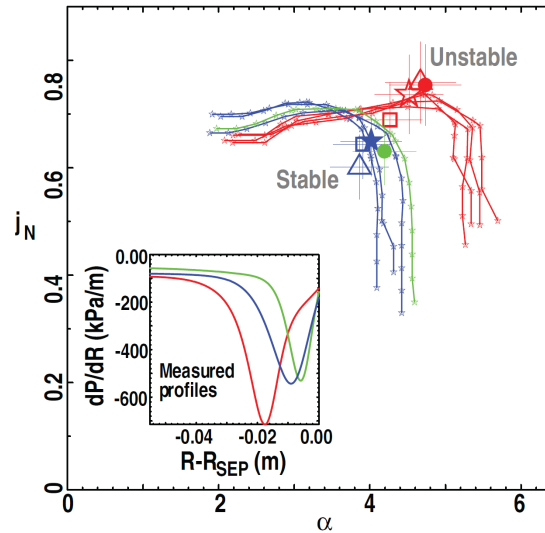 0.8
Unstable
0.6
Stable
j_N
0.4
0.2
0
0.00
-200
-400
-600
dP/dR (kPa/m)
Measured
profiles
-0.04 -0.02 0.00
R-R_SEP (m)
0 2 4 6
α